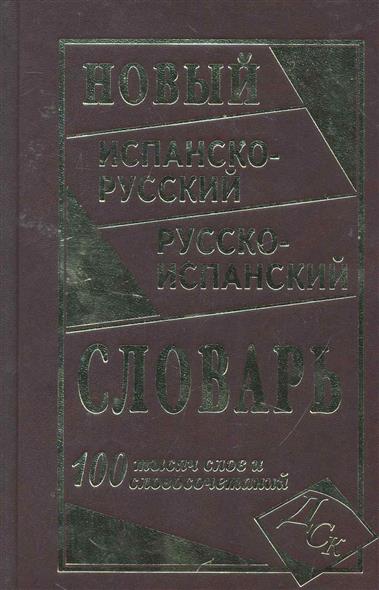 НОВЫЙ
ИСПАНСКО-
РУССКИЙ
РУССКО-
ИСПАНСКИЙ
СЛОВАРЬ
100 тысяч слов и
словосочетаний
ДСК